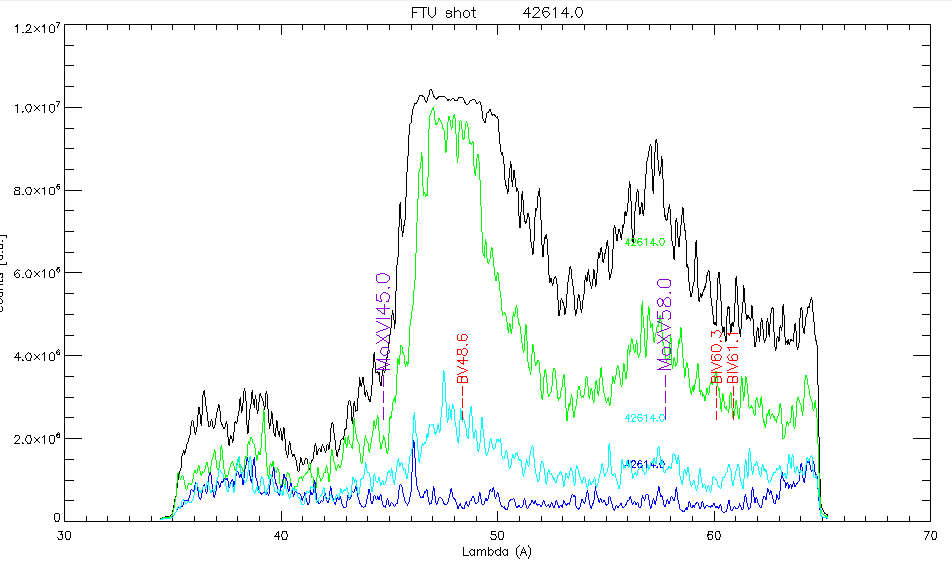 FTU shot 42614.0
1.2×10⁷
1.0×10⁷
8.0×10⁶
6.0×10⁶
4.0×10⁶
2.0×10⁶
0
42614.0
42614.0
42614.0
MoXVI45.0
BV48.6
MoXV58.0
BIV60.3
BIV61.1
30 40 50 60 70
Lambda (A)